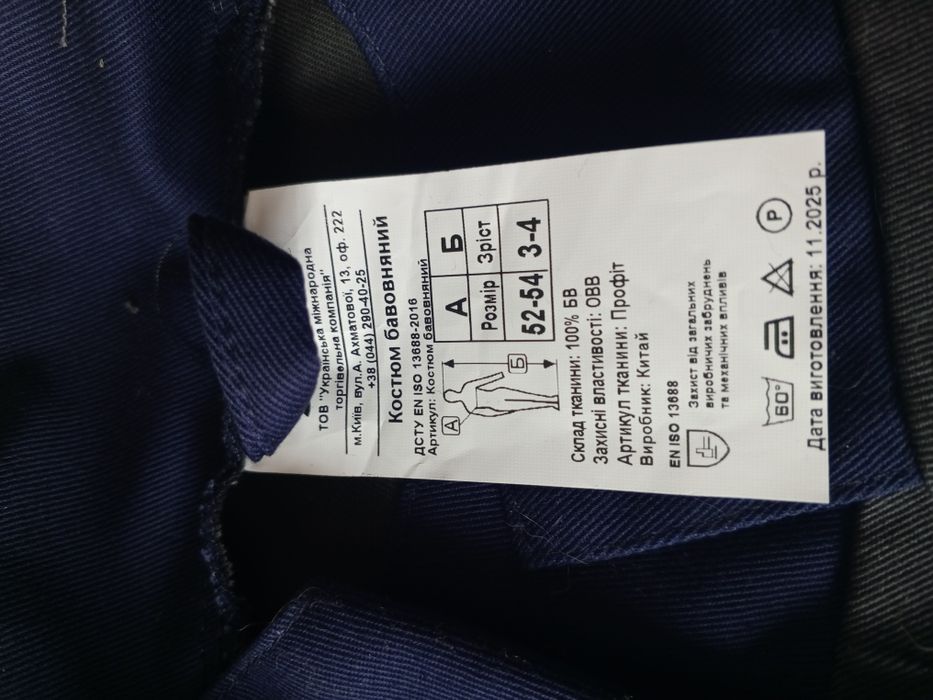 ТОВ "Українська міжнародна
торгівельна компанія"
м.Київ, вул.А. Ахматової, 13, оф. 222
+38 (044) 290-40-25
Костюм бавовняний
ДСТУ EN ISO 13688-2016
Артикул: Костюм бавовняний
А Б
А Б
Розмір Зріст
52-54 3-4
Склад тканини: 100% БВ
Захисні властивості: ОВВ
Артикул тканини: Профіт
Виробник: Китай
EN ISO 13688
Захист від загальних
виробничих забруднень
та механічних впливів
60° P
Дата виготовлення: 11.2025 р.